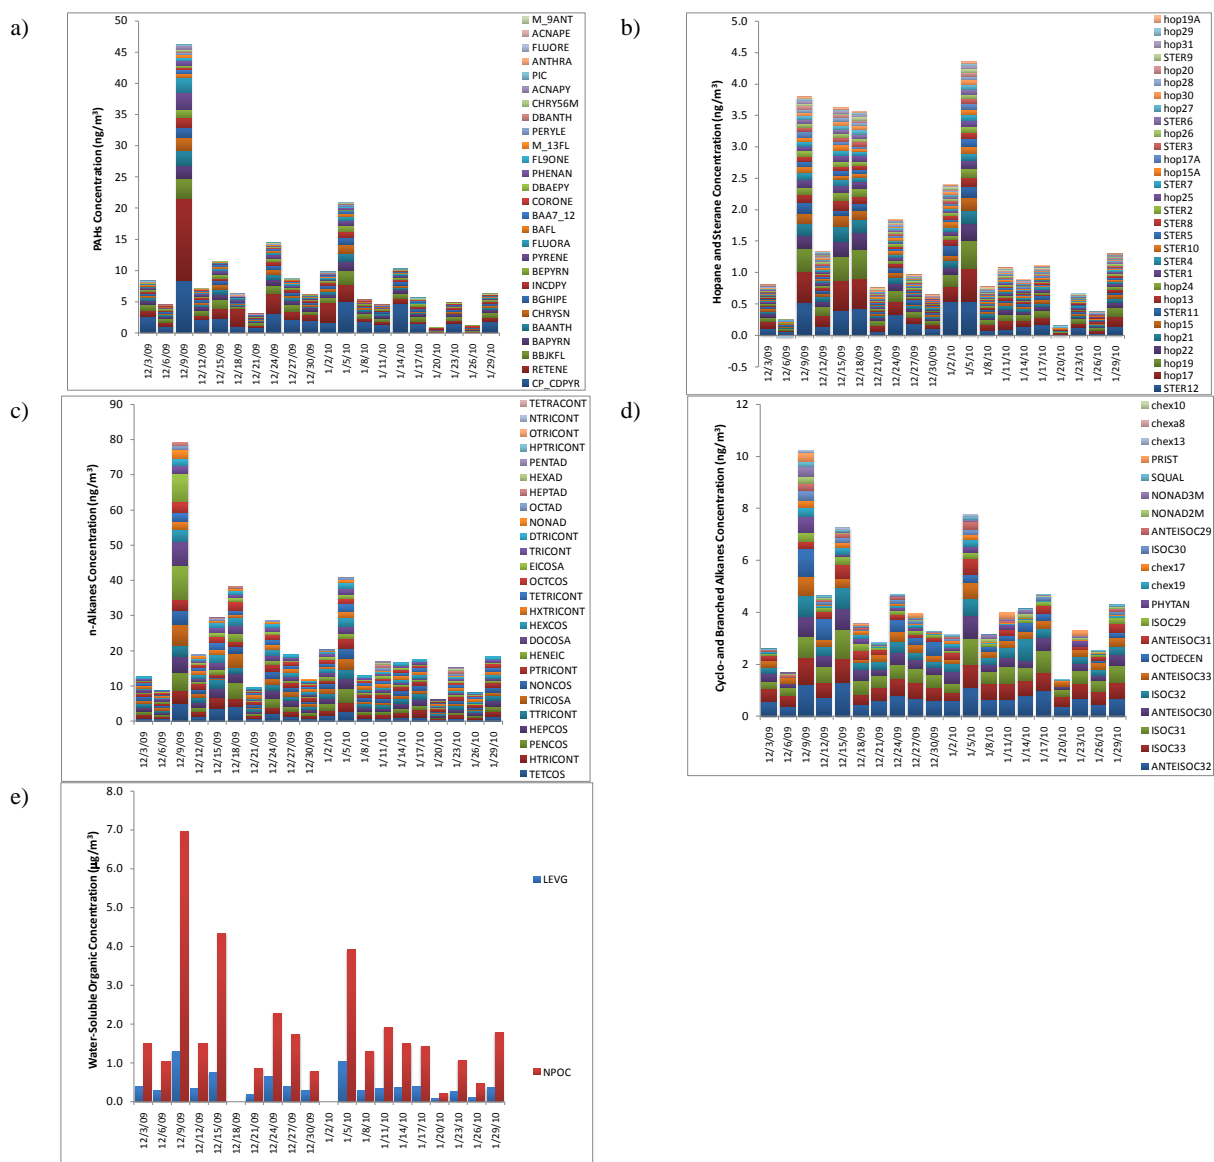 a)
PAHs Concentration (ng/m³)
50
45
40
35
30
25
20
15
10
5
0
12/3/09
12/6/09
12/9/09
12/12/09
12/15/09
12/18/09
12/21/09
12/24/09
12/27/09
12/30/09
1/2/10
1/5/10
1/8/10
1/11/10
1/14/10
1/17/10
1/20/10
1/23/10
1/26/10
1/29/10
M_9ANT
ACNAPE
FLUORE
ANTHRA
PIC
ACNAPY
CHRY56M
DBANTH
PERYLE
M_13FL
FL9ONE
PHENAN
DBAEPY
CORONE
BAA7_12
BAFL
FLUORA
PYRENE
BEPYRN
INCDPY
BGHIPE
CHRYSN
BAANTH
BAPYRN
BBJKFL
RETENE
CP_CDPYR
b)
Hopane and Sterane Concentration (ng/m³)
5.0
4.5
4.0
3.5
3.0
2.5
2.0
1.5
1.0
0.5
0.0
-0.5
12/3/09
12/6/09
12/9/09
12/12/09
12/15/09
12/18/09
12/21/09
12/24/09
12/27/09
12/30/09
1/2/10
1/5/10
1/8/10
1/11/10
1/14/10
1/17/10
1/20/10
1/23/10
1/26/10
1/29/10
hop19A
hop29
hop31
STER9
hop20
hop28
hop30
hop27
STER6
hop26
STER3
hop17A
hop15A
STER7
hop25
STER2
STER8
STER5
STER10
STER4
STER1
hop24
hop13
STER11
hop15
hop21
hop22
hop19
hop17
STER12
c)
n-Alkanes Concentration (ng/m³)
90
80
70
60
50
40
30
20
10
0
12/3/09
12/6/09
12/9/09
12/12/09
12/15/09
12/18/09
12/21/09
12/24/09
12/27/09
12/30/09
1/2/10
1/5/10
1/8/10
1/11/10
1/14/10
1/17/10
1/20/10
1/23/10
1/26/10
1/29/10
TETRACONT
NTRICONT
OTRICONT
HPTRICONT
PENTAD
HEXAD
HEPTAD
OCTAD
NONAD
DTRICONT
TRICONT
EICOSA
OCTCOS
TETRICONT
HXTRICONT
HEXCOS
DOCOSA
HENEIC
PTRICONT
NONCOS
TRICOSA
TTRICONT
HEPCOS
PENCOS
HTRICONT
TETCOS
d)
Cyclo- and Branched Alkanes Concentration (ng/m³)
12
10
8
6
4
2
0
12/3/09
12/6/09
12/9/09
12/12/09
12/15/09
12/18/09
12/21/09
12/24/09
12/27/09
12/30/09
1/2/10
1/5/10
1/8/10
1/11/10
1/14/10
1/17/10
1/20/10
1/23/10
1/26/10
1/29/10
chex10
chexa8
chex13
PRIST
SQUAL
NONAD3M
NONAD2M
ANTEISOC29
ISOC30
chex17
chex19
PHYTAN
ISOC29
ANTEISOC31
OCTDECEN
ANTEISOC33
ISOC32
ANTEISOC30
ISOC31
ISOC33
ANTEISOC32
e)
Water-Soluble Organic Concentration (µg/m³)
8.0
7.0
6.0
5.0
4.0
3.0
2.0
1.0
0.0
12/3/09
12/6/09
12/9/09
12/12/09
12/15/09
12/18/09
12/21/09
12/24/09
12/27/09
12/30/09
1/2/10
1/5/10
1/8/10
1/11/10
1/14/10
1/17/10
1/20/10
1/23/10
1/26/10
1/29/10
LEVG
NPOC